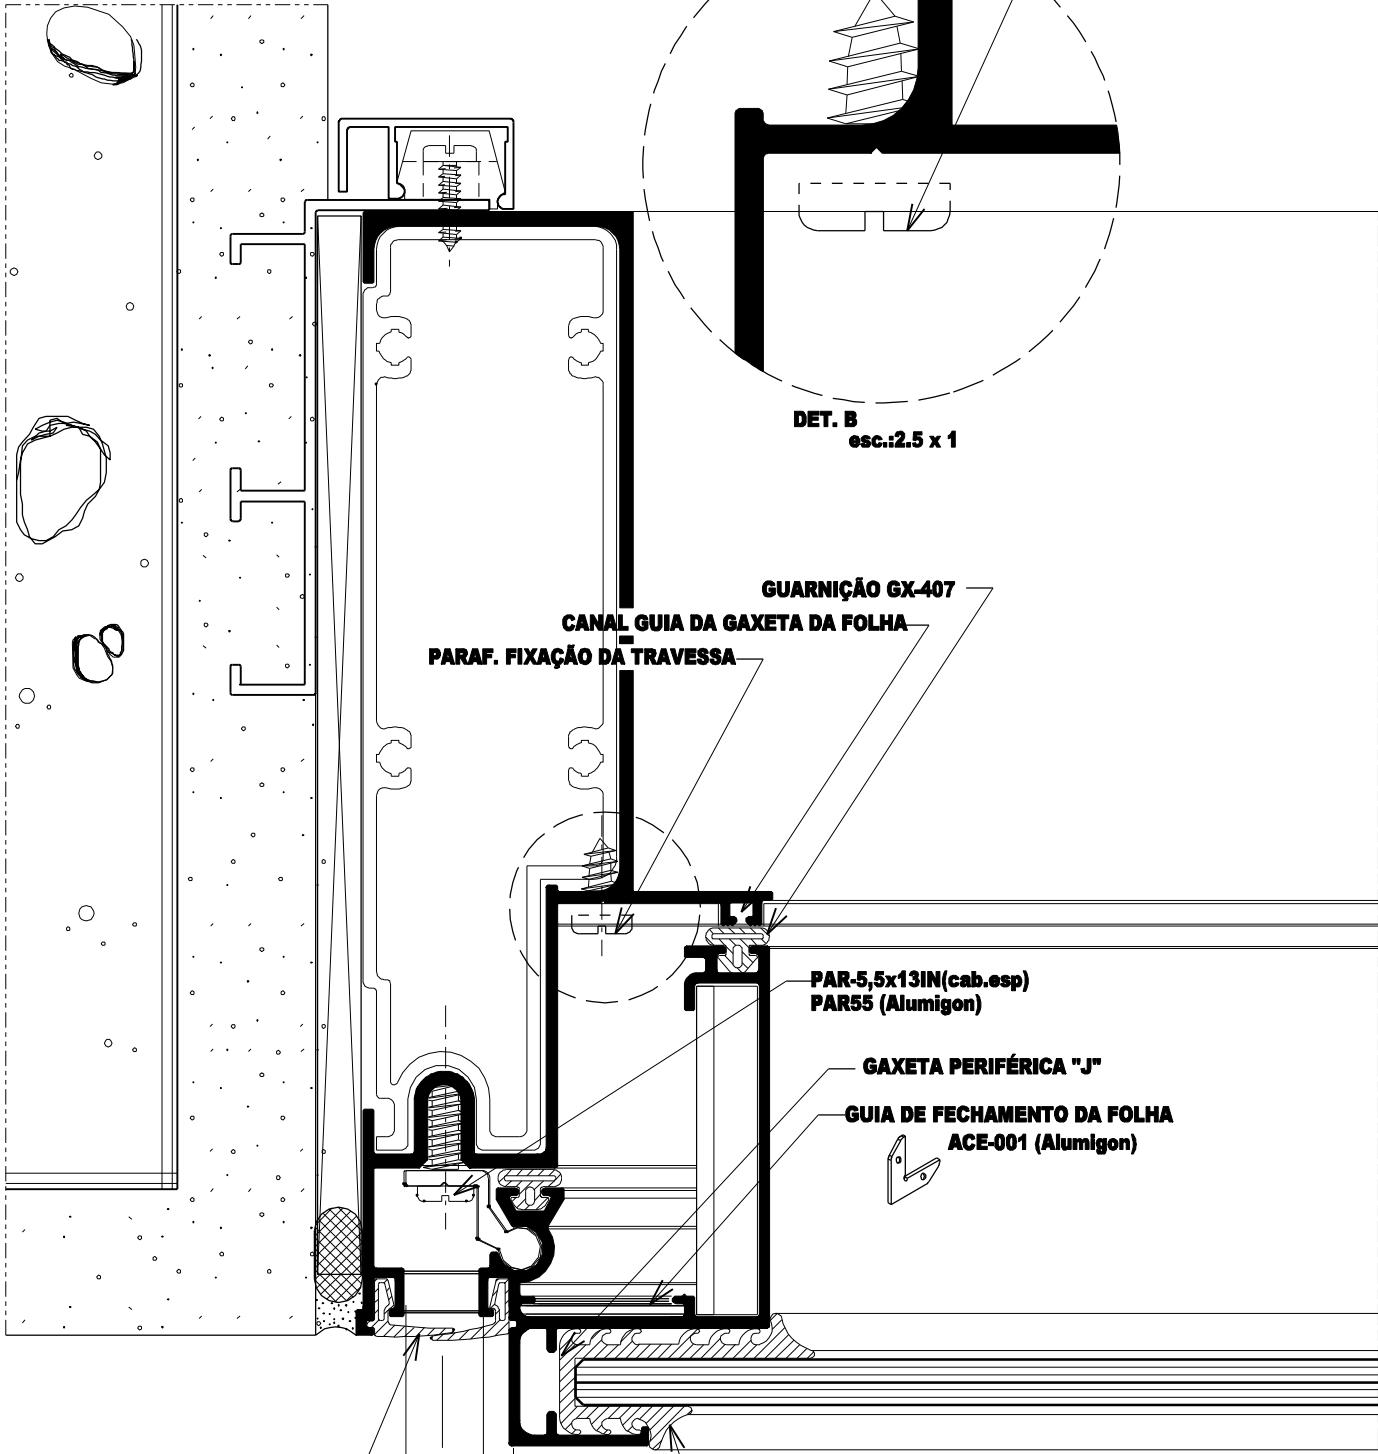 DET. B
esc.:2.5 x 1
GUARNIÇÃO GX-407
CANAL GUIA DA GAXETA DA FOLHA
PARAF. FIXAÇÃO DA TRAVESSA
PAR-5,5x13IN(cab.esp)
PAR55 (Alumigon)
GAXETA PERIFÉRICA "J"
GUIA DE FECHAMENTO DA FOLHA
ACE-001 (Alumigon)